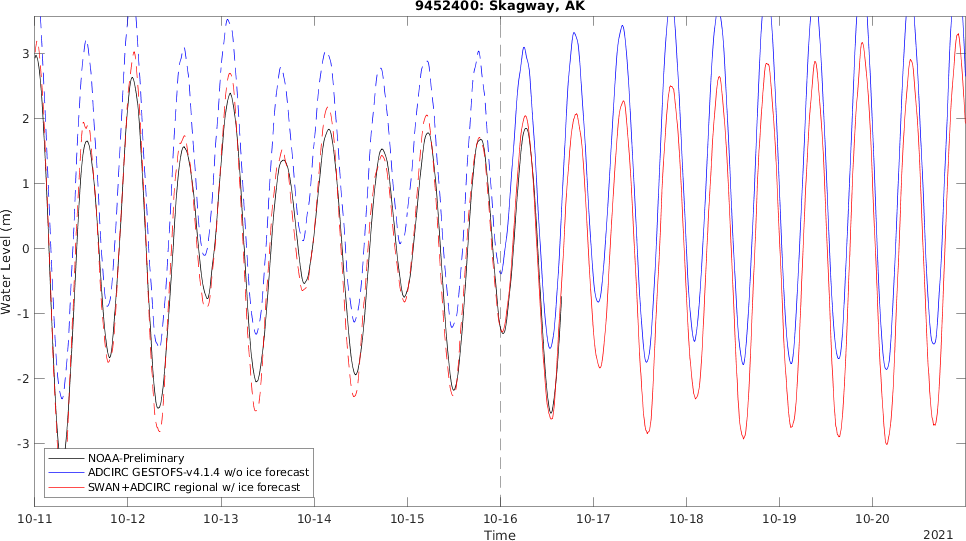 9452400: Skagway, AK
Water Level (m)
3
2
1
0
-1
-2
-3
NOAA-Preliminary
ADCIRC GESTOFS-v4.1.4 w/o ice forecast
SWAN+ADCIRC regional w/ ice forecast
10-11 10-12 10-13 10-14 10-15 10-16 10-17 10-18 10-19 10-20
Time
2021